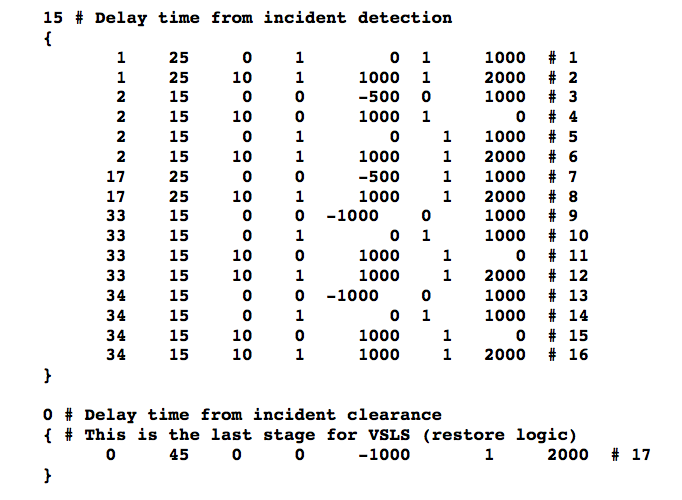 15 # Delay time from incident detection
{
1 25 0 1 0 1 1000 # 1
1 25 10 1 1000 1 2000 # 2
2 15 0 0 -500 0 1000 # 3
2 15 10 0 1000 1 0 # 4
2 15 0 1 0 1 1000 # 5
2 15 10 1 1000 1 2000 # 6
17 25 0 0 -500 1 1000 # 7
17 25 10 1 1000 1 2000 # 8
33 15 0 0 -1000 0 1000 # 9
33 15 0 1 0 1 1000 # 10
33 15 10 0 1000 1 0 # 11
33 15 10 1 1000 1 2000 # 12
34 15 0 0 -1000 0 1000 # 13
34 15 0 1 0 1 1000 # 14
34 15 10 0 1000 1 0 # 15
34 15 10 1 1000 1 2000 # 16
}
0 # Delay time from incident clearance
{ # This is the last stage for VSLS (restore logic)
0 45 0 0 -1000 1 2000 # 17
}